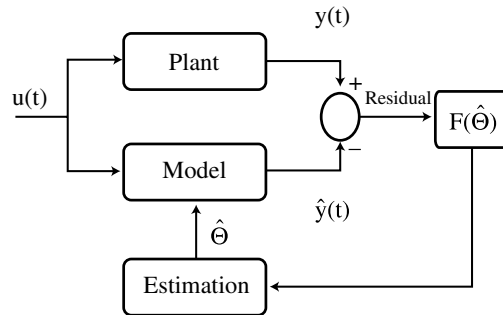 y(t)
Plant
u(t)
+
Residual
F(Θ̂)
−
Model
ŷ(t)
Θ̂
Estimation